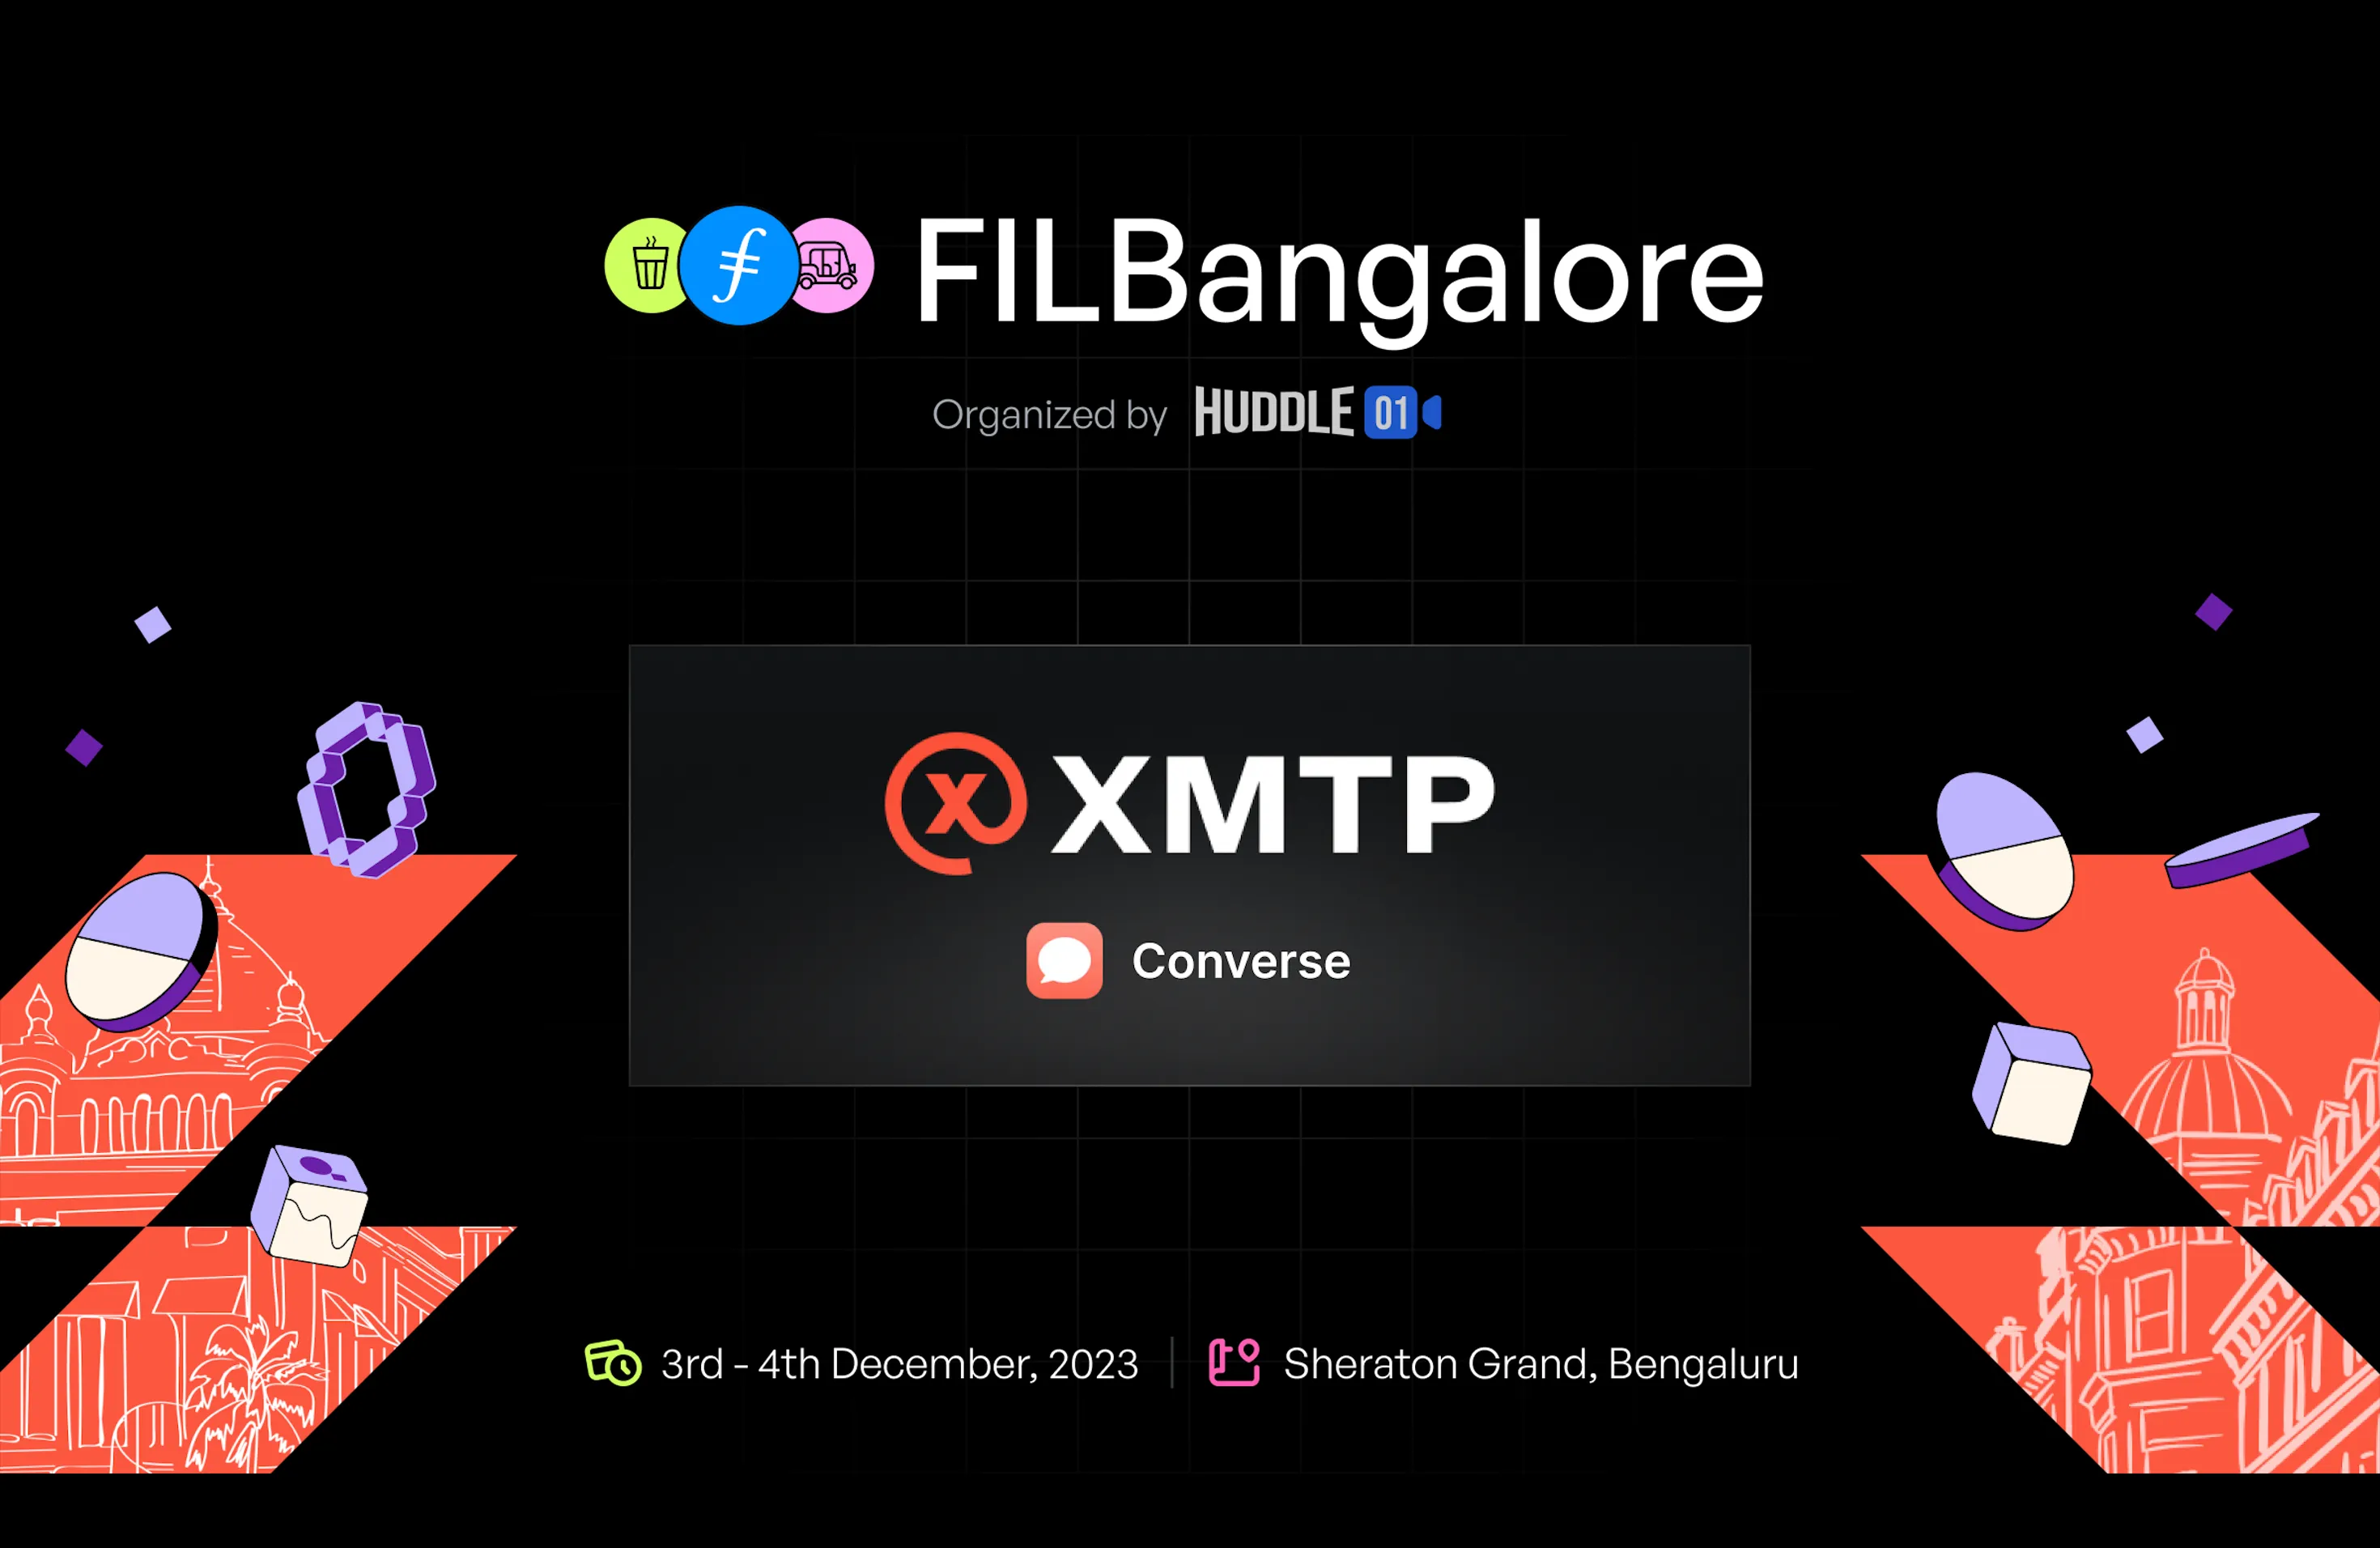 FILBangalore
Organized by HUDDLE 01
XMTP
Converse
3rd - 4th December, 2023 | Sheraton Grand, Bengaluru